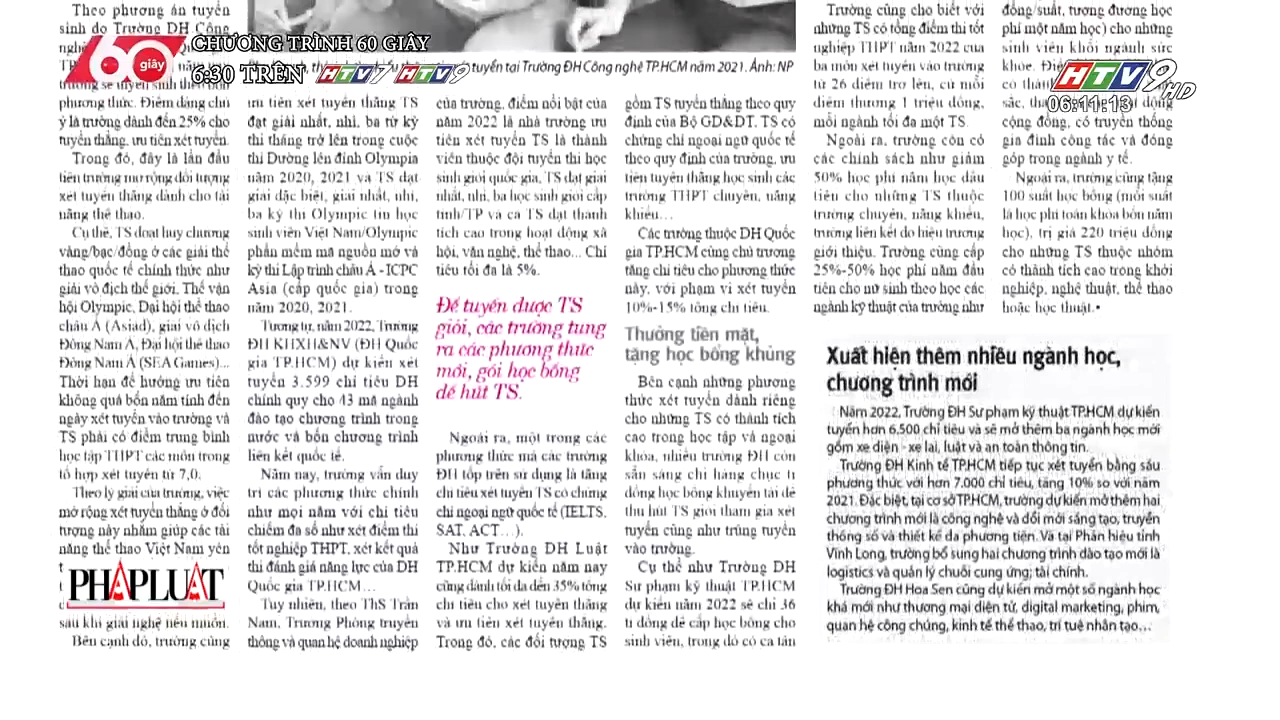 CHƯƠNG TRÌNH 60 GIÂY
6:30 TRÊN HTV7 HTV9
60 giây
HTV9 HD
06:11:13
tuyển tại Trường ĐH Công nghệ TP.HCM năm 2021. Ảnh: NP
Theo phương án tuyển
sinh do Trường ĐH Công
phương thức. Điểm đáng chú
ý là trường dành đến 25% cho
tuyển thẳng, ưu tiên xét tuyển.
Trong đó, đây là lần đầu
tiên trường mở rộng đối tượng
xét tuyển thẳng dành cho tài
năng thể thao.
Cụ thể, TS đoạt huy chương
vàng/bạc/đồng ở các giải thể
thao quốc tế chính thức như
giải vô địch thế giới, Thế vận
hội Olympic, Đại hội thể thao
châu Á (Asiad), giải vô địch
Đông Nam Á, Đại hội thể thao
Đông Nam Á (SEA Games)...
Thời hạn để hưởng ưu tiên
không quá bốn năm tính đến
ngày xét tuyển vào trường và
TS phải có điểm trung bình
học tập THPT các môn trong
tổ hợp xét tuyển từ 7,0.
Theo lý giải của trường, việc
mở rộng xét tuyển thẳng ở đối
tượng này nhằm giúp các tài
năng thể thao Việt Nam yên
PHÁP LUẬT
sau khi giải nghệ nếu muốn.
Bên cạnh đó, trường cũng
ưu tiên xét tuyển thẳng TS
đạt giải nhất, nhì, ba từ kỳ
thi tháng trở lên trong cuộc
thi Đường lên đỉnh Olympia
năm 2020, 2021 và TS đạt
giải đặc biệt, giải nhất, nhì,
ba kỳ thi Olympic tin học
sinh viên Việt Nam/Olympic
phần mềm mã nguồn mở và
kỳ thi Lập trình châu Á - ICPC
Asia (cấp quốc gia) trong
năm 2020, 2021.
Tương tự, năm 2022, Trường
ĐH KHXH&NV (ĐH Quốc
gia TP.HCM) dự kiến xét
tuyển 3.599 chỉ tiêu ĐH
chính quy cho 43 mã ngành
đào tạo chương trình trong
nước và bốn chương trình
liên kết quốc tế.
Năm nay, trường vẫn duy
trì các phương thức chính
như mọi năm với chỉ tiêu
chiếm đa số như xét điểm thi
tốt nghiệp THPT, xét kết quả
thi đánh giá năng lực của ĐH
Quốc gia TP.HCM...
Tuy nhiên, theo ThS Trần
Nam, Trưởng Phòng truyền
thông và quan hệ doanh nghiệp
của trường, điểm nổi bật của
năm 2022 là nhà trường ưu
tiên xét tuyển TS là thành
viên thuộc đội tuyển thi học
sinh giỏi quốc gia, TS đạt giải
nhất, nhì, ba học sinh giỏi cấp
tỉnh/TP và cả TS đạt thành
tích cao trong hoạt động xã
hội, văn nghệ, thể thao... Chỉ
tiêu tối đa là 5%.
Để tuyển được TS
giỏi, các trường tung
ra các phương thức
mới, gói học bổng
để hút TS.
Ngoài ra, một trong các
phương thức mà các trường
ĐH tốp trên sử dụng là tăng
chỉ tiêu xét tuyển TS có chứng
chỉ ngoại ngữ quốc tế (IELTS,
SAT, ACT…).
Như Trường ĐH Luật
TP.HCM dự kiến năm nay
cũng dành tối đa đến 35% tổng
chỉ tiêu cho xét tuyển thẳng
và ưu tiên xét tuyển thẳng.
Trong đó, các đối tượng TS
gồm TS tuyển thẳng theo quy
định của Bộ GD&ĐT, TS có
chứng chỉ ngoại ngữ quốc tế
theo quy định của trường, ưu
tiên tuyển thẳng học sinh các
trường THPT chuyên, năng
khiếu…
Các trường thuộc ĐH Quốc
gia TP.HCM cũng chủ trương
tăng chỉ tiêu cho phương thức
này, với phạm vi xét tuyển
10%-15% tổng chỉ tiêu.
Thưởng tiền mặt,
tặng học bổng khủng
Bên cạnh những phương
thức xét tuyển dành riêng
cho những TS có thành tích
cao trong học tập và ngoại
khóa, nhiều trường ĐH còn
sẵn sàng chi hàng chục tỉ
đồng học bổng khuyến tài để
thu hút TS giỏi tham gia xét
tuyển cũng như trúng tuyển
vào trường.
Cụ thể như Trường ĐH
Sư phạm kỹ thuật TP.HCM
dự kiến năm 2022 sẽ chi 36
tỉ đồng để cấp học bổng cho
sinh viên, trong đó có cả tân
Trường cũng cho biết với
những TS có tổng điểm thi tốt
nghiệp THPT năm 2022 của
ba môn xét tuyển vào trường
từ 26 điểm trở lên, cứ mỗi
điểm thưởng 1 triệu đồng,
mỗi ngành tối đa một TS.
Ngoài ra, trường còn có
các chính sách như giảm
50% học phí năm học đầu
tiên cho những TS thuộc
trường chuyên, năng khiếu,
trường liên kết do hiệu trưởng
giới thiệu. Trường cũng cấp
25%-50% học phí năm đầu
tiên cho nữ sinh theo học các
ngành kỹ thuật của trường như
đồng/suất, tương đương học
phí một năm học) cho những
sinh viên khối ngành sức
cộng đồng, có truyền thống
gia đình công tác và đóng
góp trong ngành y tế.
Ngoài ra, trường cũng tặng
100 suất học bổng (mỗi suất
là học phí toàn khóa bốn năm
học), trị giá 220 triệu đồng
cho những TS thuộc nhóm
có thành tích cao trong khởi
nghiệp, nghệ thuật, thể thao
hoặc học thuật.•
Xuất hiện thêm nhiều ngành học,
chương trình mới
Năm 2022, Trường ĐH Sư phạm kỹ thuật TP.HCM dự kiến
tuyển hơn 6.500 chỉ tiêu và sẽ mở thêm ba ngành học mới
gồm xe điện - xe lai, luật và an toàn thông tin.
Trường ĐH Kinh tế TP.HCM tiếp tục xét tuyển bằng sáu
phương thức với hơn 7.000 chỉ tiêu, tăng 10% so với năm
2021. Đặc biệt, tại cơ sở TP.HCM, trường dự kiến mở thêm hai
chương trình mới là công nghệ và đổi mới sáng tạo, truyền
thông số và thiết kế đa phương tiện. Và tại Phân hiệu tỉnh
Vĩnh Long, trường bổ sung hai chương trình đào tạo mới là
logistics và quản lý chuỗi cung ứng; tài chính.
Trường ĐH Hoa Sen cũng dự kiến mở một số ngành học
khá mới như thương mại điện tử, digital marketing, phim,
quan hệ công chúng, kinh tế thể thao, trí tuệ nhân tạo…